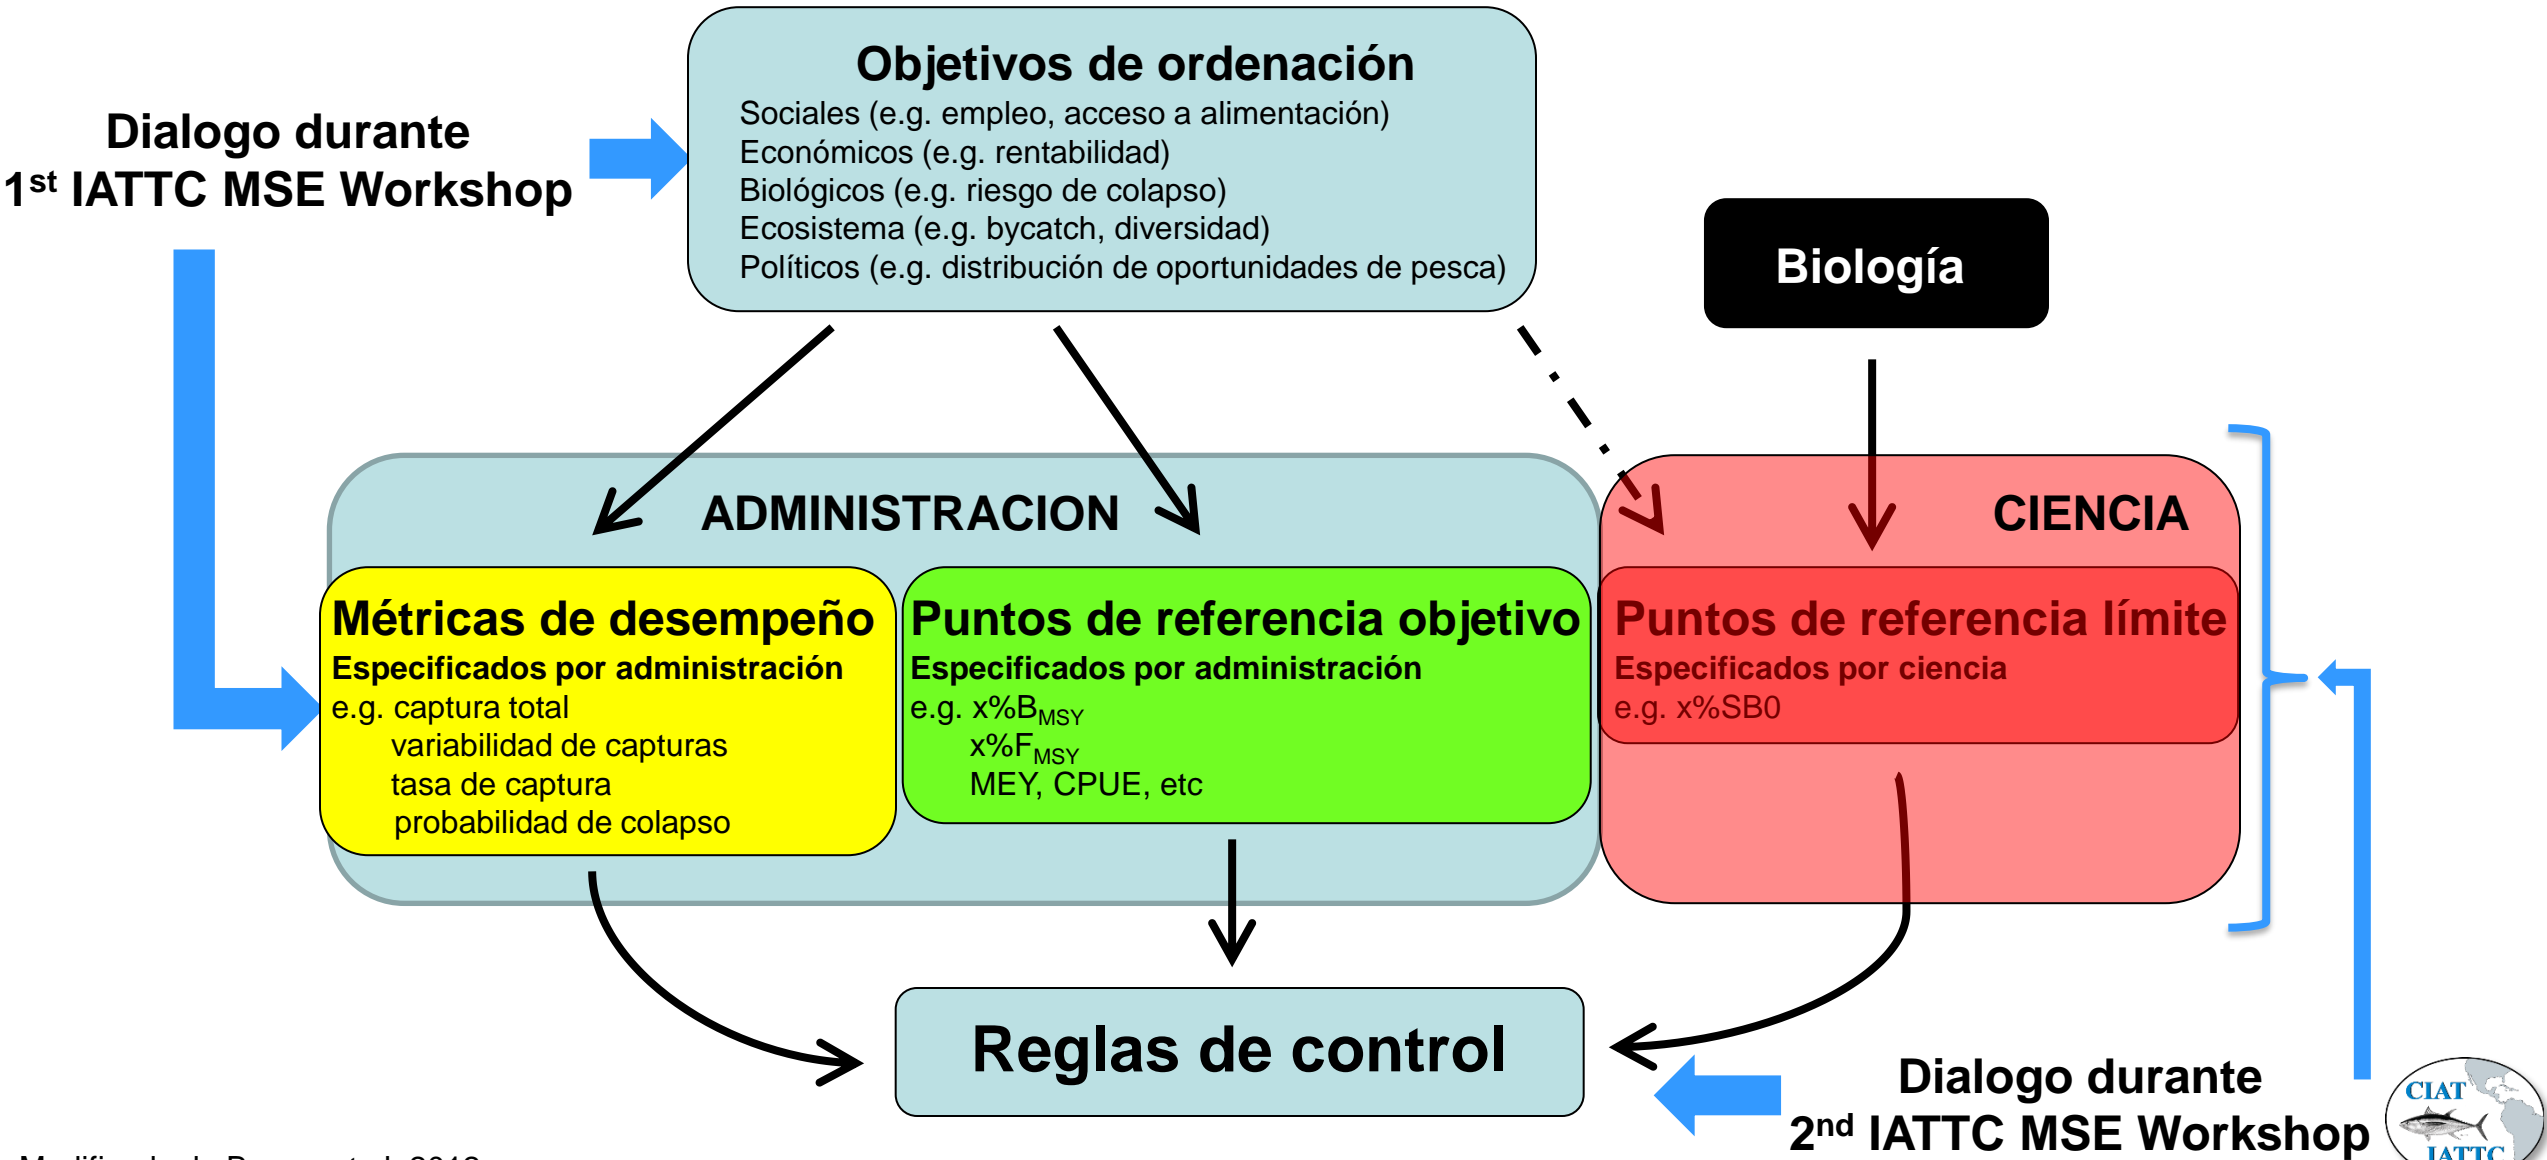 Objetivos de ordenación
Sociales (e.g. empleo, acceso a alimentación)
Económicos (e.g. rentabilidad)
Biológicos (e.g. riesgo de colapso)
Ecosistema (e.g. bycatch, diversidad)
Políticos (e.g. distribución de oportunidades de pesca)
Dialogo durante
1st IATTC MSE Workshop
Biología
ADMINISTRACION
CIENCIA
Métricas de desempeño
Especificados por administración
e.g. captura total
variabilidad de capturas
tasa de captura
probabilidad de colapso
Puntos de referencia objetivo
Especificados por administración
e.g. x%BMSY
x%FMSY
MEY, CPUE, etc
Puntos de referencia límite
Especificados por ciencia
e.g. x%SB0
Reglas de control
Dialogo durante
2nd IATTC MSE Workshop
CIAT
IATTC